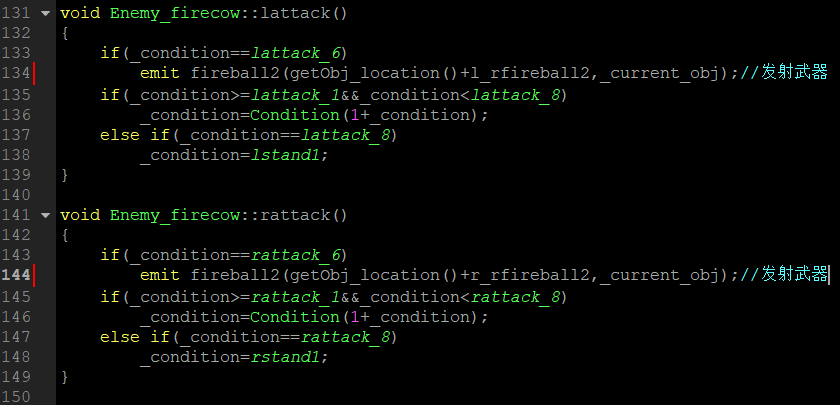 131 void Enemy_firecow::lattack()
132 {
133     if(_condition==lattack_6)
134         emit fireball2(getObj_location()+l_rfireball2,_current_obj);//发射武器
135     if(_condition>=lattack_1&&_condition<lattack_8)
136         _condition=Condition(1+_condition);
137     else if(_condition==lattack_8)
138         _condition=lstand1;
139 }
140
141 void Enemy_firecow::rattack()
142 {
143     if(_condition==rattack_6)
144         emit fireball2(getObj_location()+r_rfireball2,_current_obj);//发射武器
145     if(_condition>=rattack_1&&_condition<rattack_8)
146         _condition=Condition(1+_condition);
147     else if(_condition==rattack_8)
148         _condition=rstand1;
149 }
150